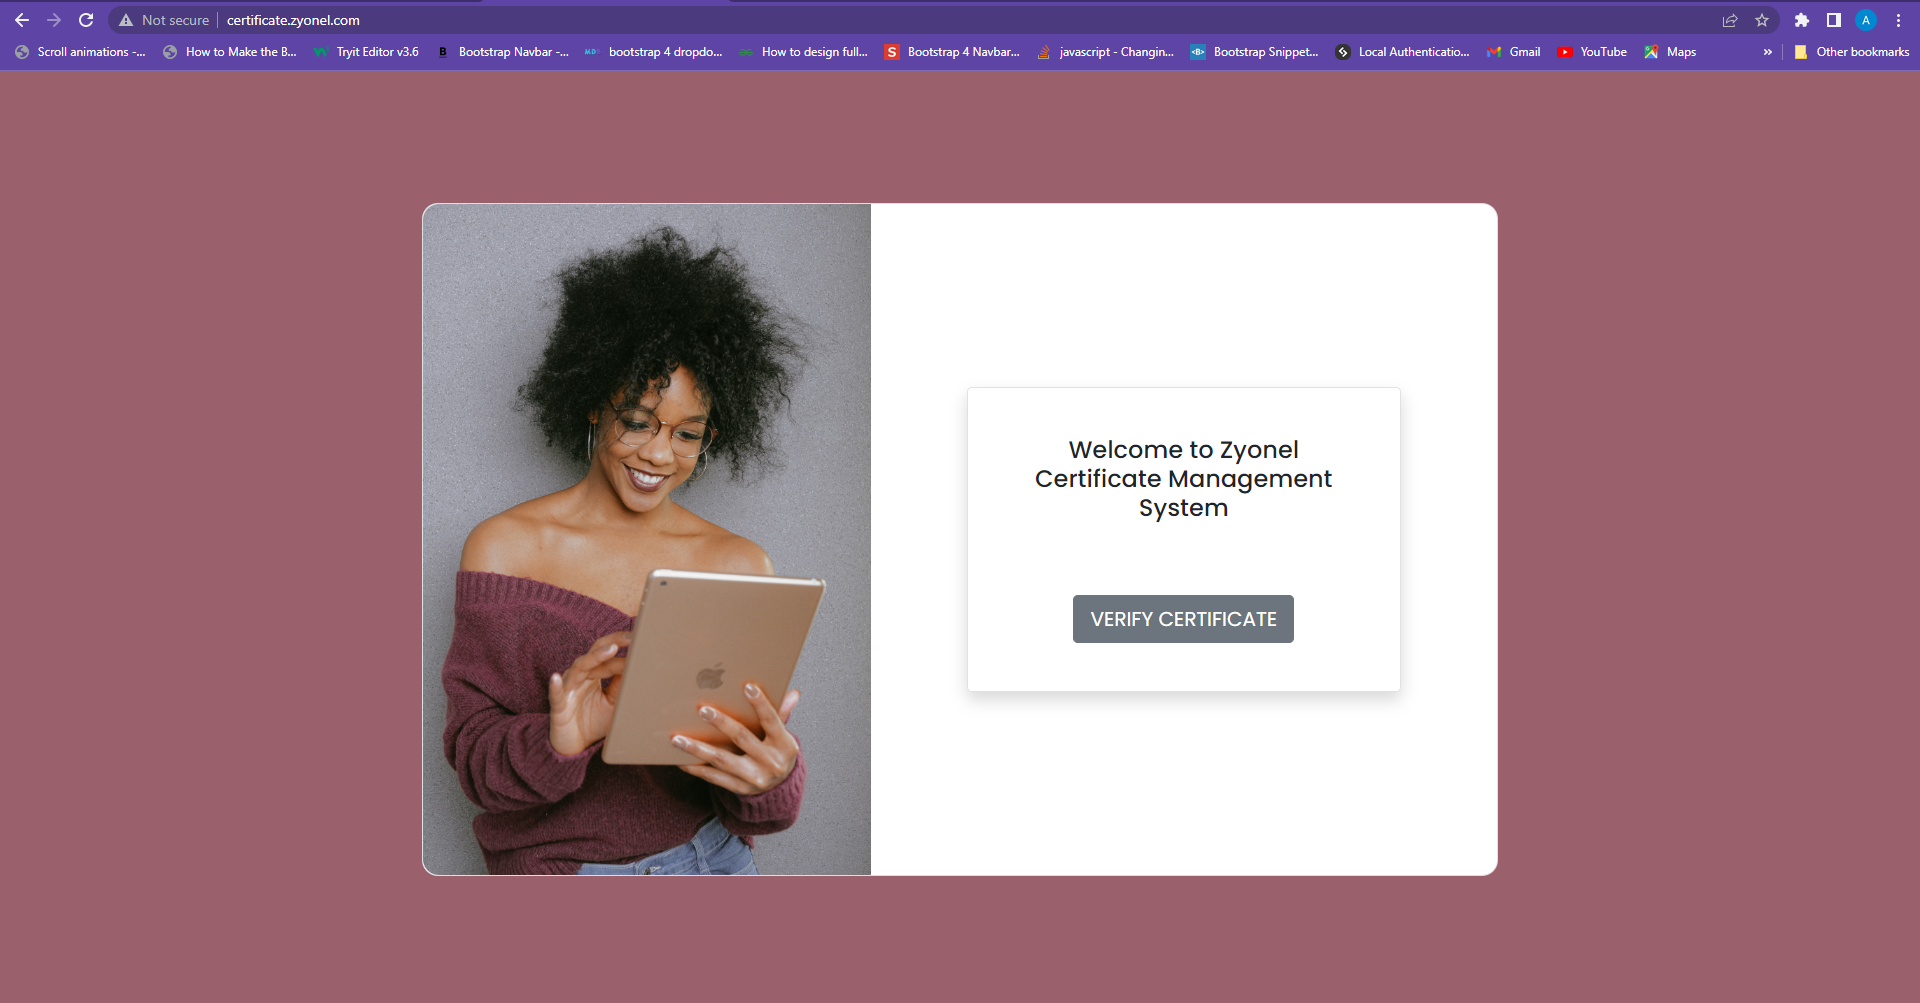 Not secure certificate.zyonel.com
A
Scroll animations -... How to Make the B... Tryit Editor v3.6 B Bootstrap Navbar -... bootstrap 4 dropdo... How to design full... S Bootstrap 4 Navbar... javascript - Changin... <B> Bootstrap Snippet... Local Authenticatio... Gmail YouTube Maps » Other bookmarks
Welcome to Zyonel
Certificate Management
System
VERIFY CERTIFICATE